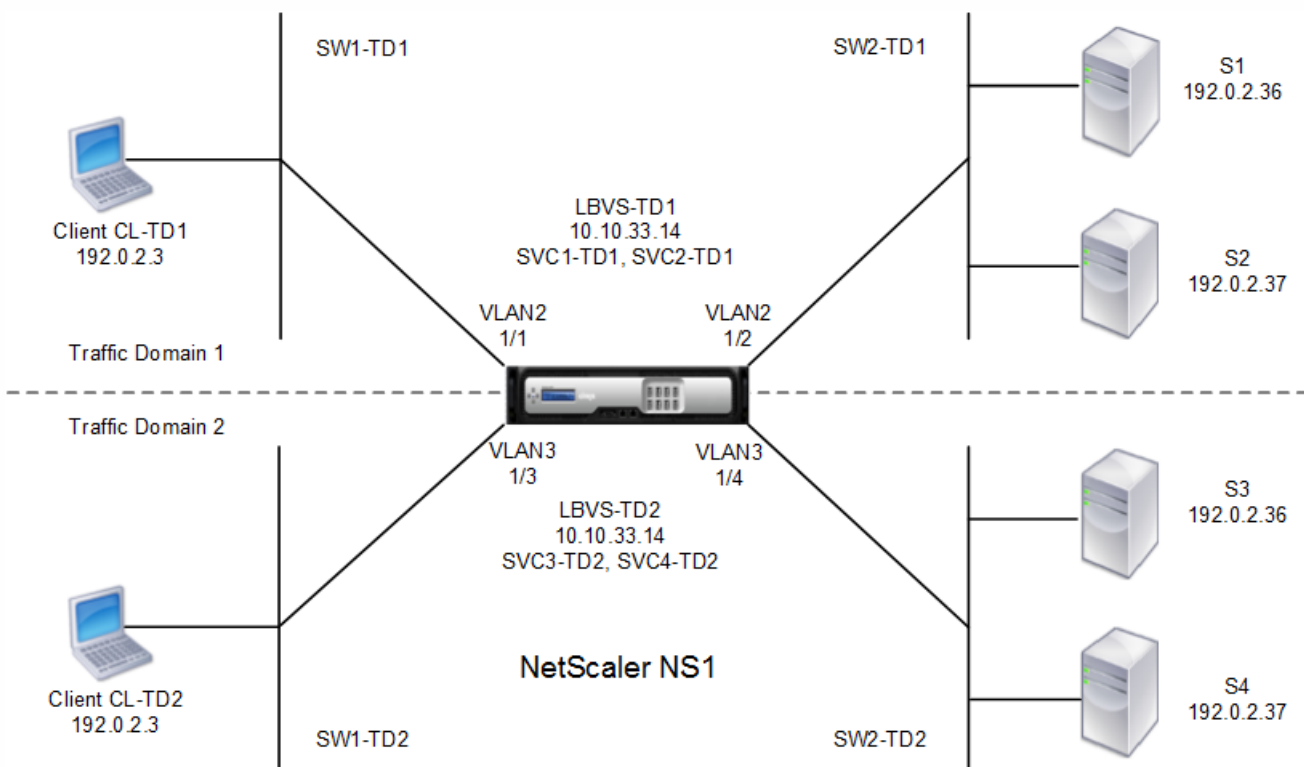 SW1-TD1
SW2-TD1
S1
192.0.2.36
Client CL-TD1
192.0.2.3
LBVS-TD1
10.10.33.14
SVC1-TD1, SVC2-TD1
S2
192.0.2.37
VLAN2
1/1
VLAN2
1/2
Traffic Domain 1
Traffic Domain 2
VLAN3
1/3
VLAN3
1/4
LBVS-TD2
10.10.33.14
SVC3-TD2, SVC4-TD2
S3
192.0.2.36
Client CL-TD2
192.0.2.3
NetScaler NS1
S4
192.0.2.37
SW1-TD2
SW2-TD2